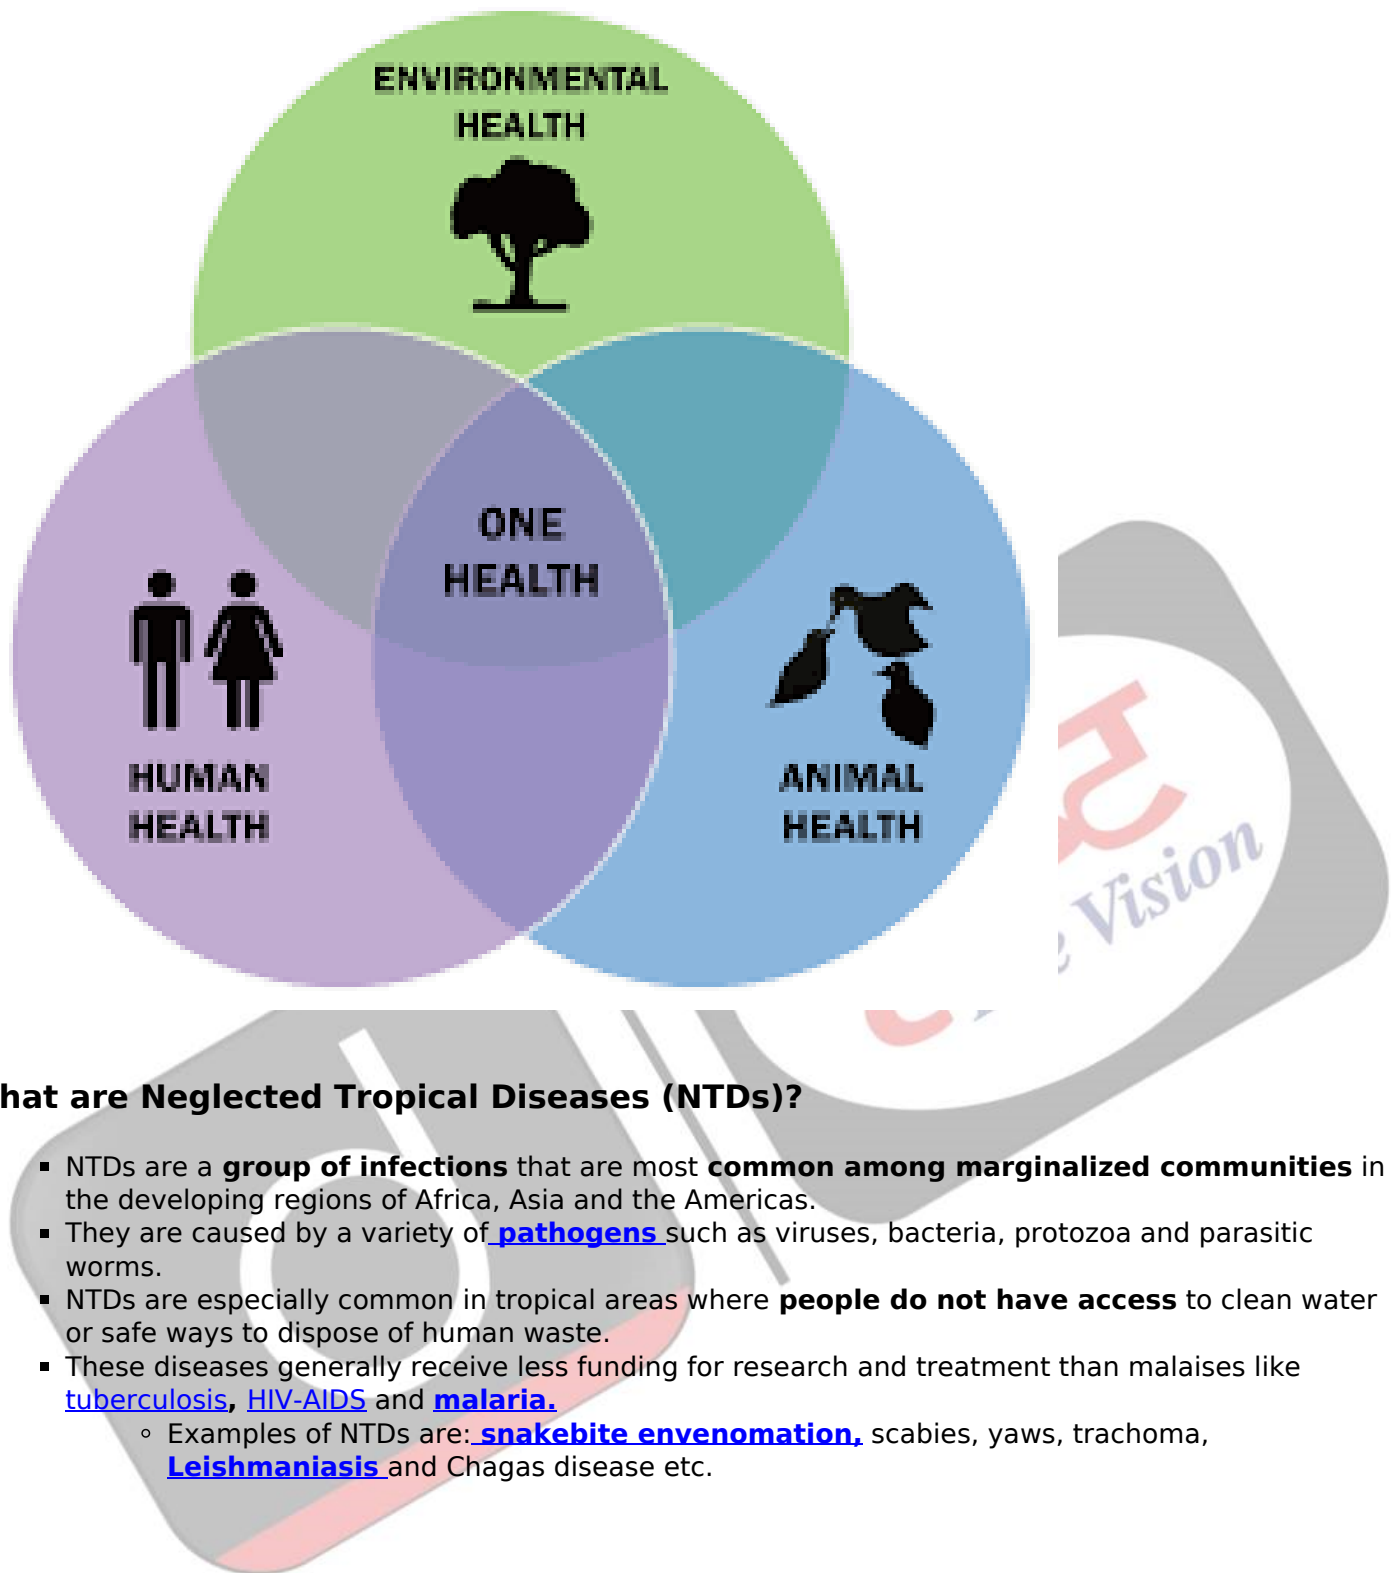 ENVIRONMENTAL
HEALTH
ONE
HEALTH
HUMAN
HEALTH
ANIMAL
HEALTH
Vision
hat are Neglected Tropical Diseases (NTDs)?
▪ NTDs are a group of infections that are most common among marginalized communities in
the developing regions of Africa, Asia and the Americas.
▪ They are caused by a variety of pathogens such as viruses, bacteria, protozoa and parasitic
worms.
▪ NTDs are especially common in tropical areas where people do not have access to clean water
or safe ways to dispose of human waste.
▪ These diseases generally receive less funding for research and treatment than malaises like
tuberculosis, HIV-AIDS and malaria.
◦ Examples of NTDs are: snakebite envenomation, scabies, yaws, trachoma,
Leishmaniasis and Chagas disease etc.